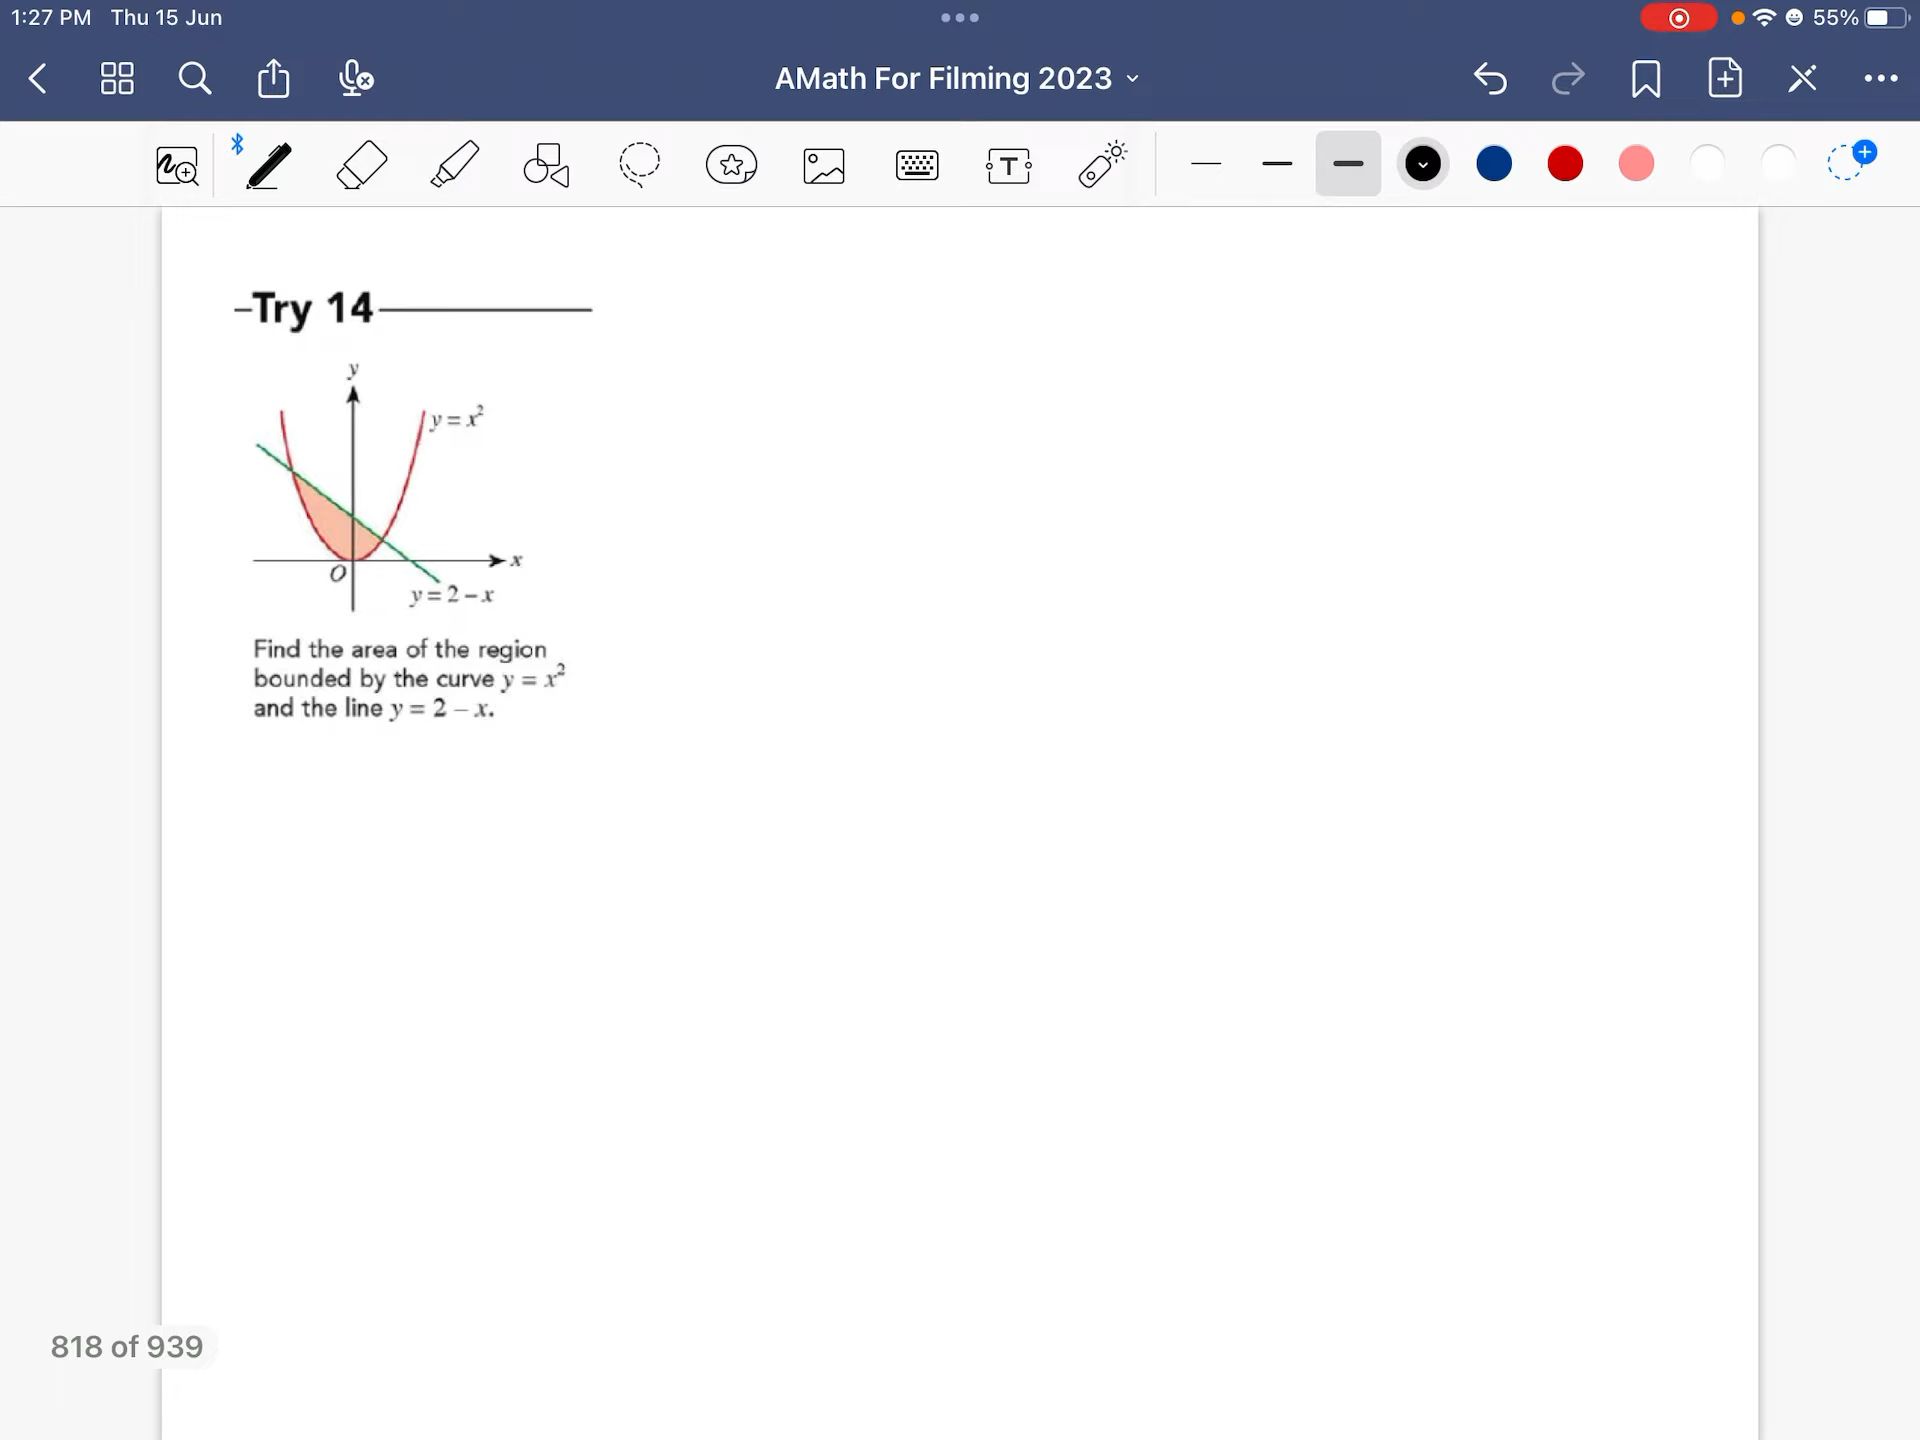 1:27 PM Thu 15 Jun
55%
AMath For Filming 2023
T
Try 14
y
y = x²
x
O
y = 2 – x
Find the area of the region
bounded by the curve y = x²
and the line y = 2 – x.
818 of 939